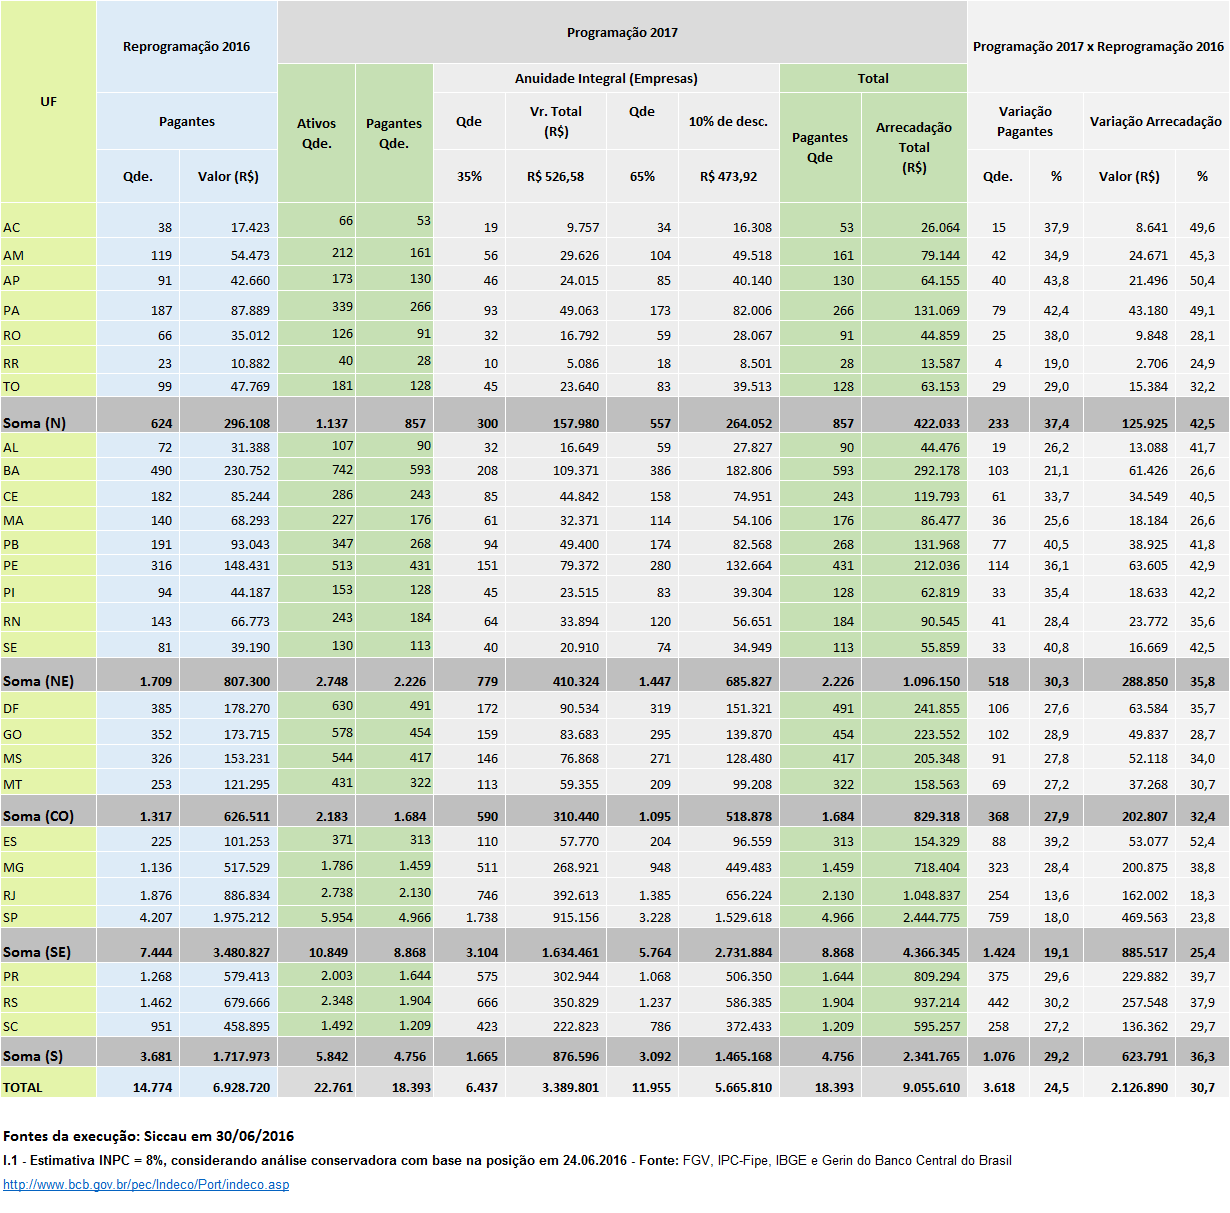 UF
Reprogramação 2016
Programação 2017
Programação 2017 x Reprogramação 2016
Anuidade Integral (Empresas)
Total
Pagantes
Ativos Qde.
Pagantes Qde.
Qde
Vr. Total (R$)
Qde
10% de desc.
Pagantes Qde
Arrecadação Total (R$)
Variação Pagantes
Variação Arrecadação
Qde.
Valor (R$)
35%
R$ 526,58
65%
R$ 473,92
Qde.
%
Valor (R$)
%
AC 38 17.423 66 53 19 9.757 34 16.308 53 26.064 15 37,9 8.641 49,6
AM 119 54.473 212 161 56 29.626 104 49.518 161 79.144 42 34,9 24.671 45,3
AP 91 42.660 173 130 46 24.015 85 40.140 130 64.155 40 43,8 21.496 50,4
PA 187 87.889 339 266 93 49.063 173 82.006 266 131.069 79 42,4 43.180 49,1
RO 66 35.012 126 91 32 16.792 59 28.067 91 44.859 25 38,0 9.848 28,1
RR 23 10.882 40 28 10 5.086 18 8.501 28 13.587 4 19,0 2.706 24,9
TO 99 47.769 181 128 45 23.640 83 39.513 128 63.153 29 29,0 15.384 32,2
Soma (N) 624 296.108 1.137 857 300 157.980 557 264.052 857 422.033 233 37,4 125.925 42,5
AL 72 31.388 107 90 32 16.649 59 27.827 90 44.476 19 26,2 13.088 41,7
BA 490 230.752 742 593 208 109.371 386 182.806 593 292.178 103 21,1 61.426 26,6
CE 182 85.244 286 243 85 44.842 158 74.951 243 119.793 61 33,7 34.549 40,5
MA 140 68.293 227 176 61 32.371 114 54.106 176 86.477 36 25,6 18.184 26,6
PB 191 93.043 347 268 94 49.400 174 82.568 268 131.968 77 40,5 38.925 41,8
PE 316 148.431 513 431 151 79.372 280 132.664 431 212.036 114 36,1 63.605 42,9
PI 94 44.187 153 128 45 23.515 83 39.304 128 62.819 33 35,4 18.633 42,2
RN 143 66.773 243 184 64 33.894 120 56.651 184 90.545 41 28,4 23.772 35,6
SE 81 39.190 130 113 40 20.910 74 34.949 113 55.859 33 40,8 16.669 42,5
Soma (NE) 1.709 807.300 2.748 2.226 779 410.324 1.447 685.827 2.226 1.096.150 518 30,3 288.850 35,8
DF 385 178.270 630 491 172 90.534 319 151.321 491 241.855 106 27,6 63.584 35,7
GO 352 173.715 578 454 159 83.683 295 139.870 454 223.552 102 28,9 49.837 28,7
MS 326 153.231 544 417 146 76.868 271 128.480 417 205.348 91 27,8 52.118 34,0
MT 253 121.295 431 322 113 59.355 209 99.208 322 158.563 69 27,2 37.268 30,7
Soma (CO) 1.317 626.511 2.183 1.684 590 310.440 1.095 518.878 1.684 829.318 368 27,9 202.807 32,4
ES 225 101.253 371 313 110 57.770 204 96.559 313 154.329 88 39,2 53.077 52,4
MG 1.136 517.529 1.786 1.459 511 268.921 948 449.483 1.459 718.404 323 28,4 200.875 38,8
RJ 1.876 886.834 2.738 2.130 746 392.613 1.385 656.224 2.130 1.048.837 254 13,6 162.002 18,3
SP 4.207 1.975.212 5.954 4.966 1.738 915.156 3.228 1.529.618 4.966 2.444.775 759 18,0 469.563 23,8
Soma (SE) 7.444 3.480.827 10.849 8.868 3.104 1.634.461 5.764 2.731.884 8.868 4.366.345 1.424 19,1 885.517 25,4
PR 1.268 579.413 2.003 1.644 575 302.944 1.068 506.350 1.644 809.294 375 29,6 229.882 39,7
RS 1.462 679.666 2.348 1.904 666 350.829 1.237 586.385 1.904 937.214 442 30,2 257.548 37,9
SC 951 458.895 1.492 1.209 423 222.823 786 372.433 1.209 595.257 258 27,2 136.362 29,7
Soma (S) 3.681 1.717.973 5.842 4.756 1.665 876.596 3.092 1.465.168 4.756 2.341.765 1.076 29,2 623.791 36,3
TOTAL 14.774 6.928.720 22.761 18.393 6.437 3.389.801 11.955 5.665.810 18.393 9.055.610 3.618 24,5 2.126.890 30,7
Fontes da execução: Siccau em 30/06/2016
I.1 - Estimativa INPC = 8%, considerando análise conservadora com base na posição em 24.06.2016 - Fonte: FGV, IPC-Fipe, IBGE e Gerin do Banco Central do Brasil
http://www.bcb.gov.br/pec/Indeco/Port/indeco.asp